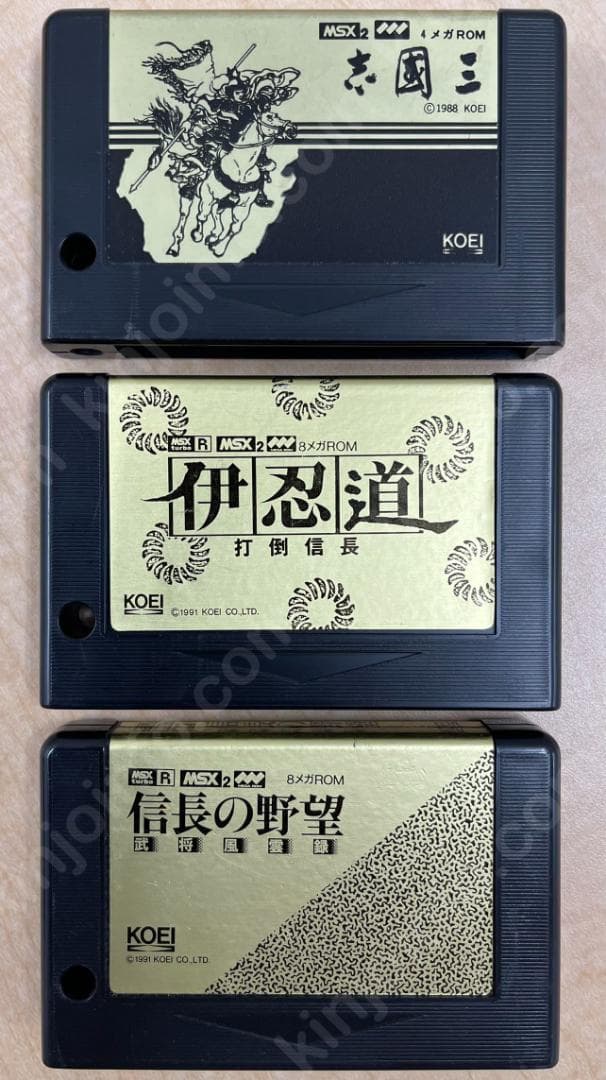 MSX2 4メガROM
志國三
©1988 KOEI
KOEI
MSX turbo R MSX2 8メガROM
伊忍道
打倒信長
KOEI
©1991 KOEI CO.,LTD.
MSX turbo R MSX2 8メガROM
信長の野望
武将風雲録
KOEI
©1991 KOEI CO.,LTD.